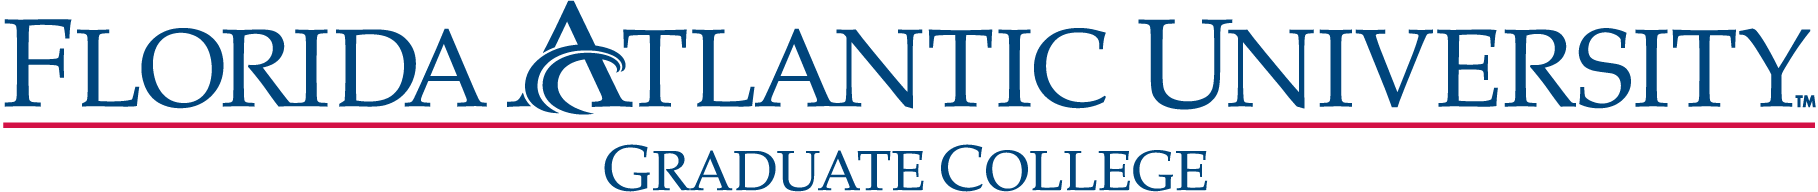 FLORIDA ATLANTIC UNIVERSITY™
GRADUATE COLLEGE